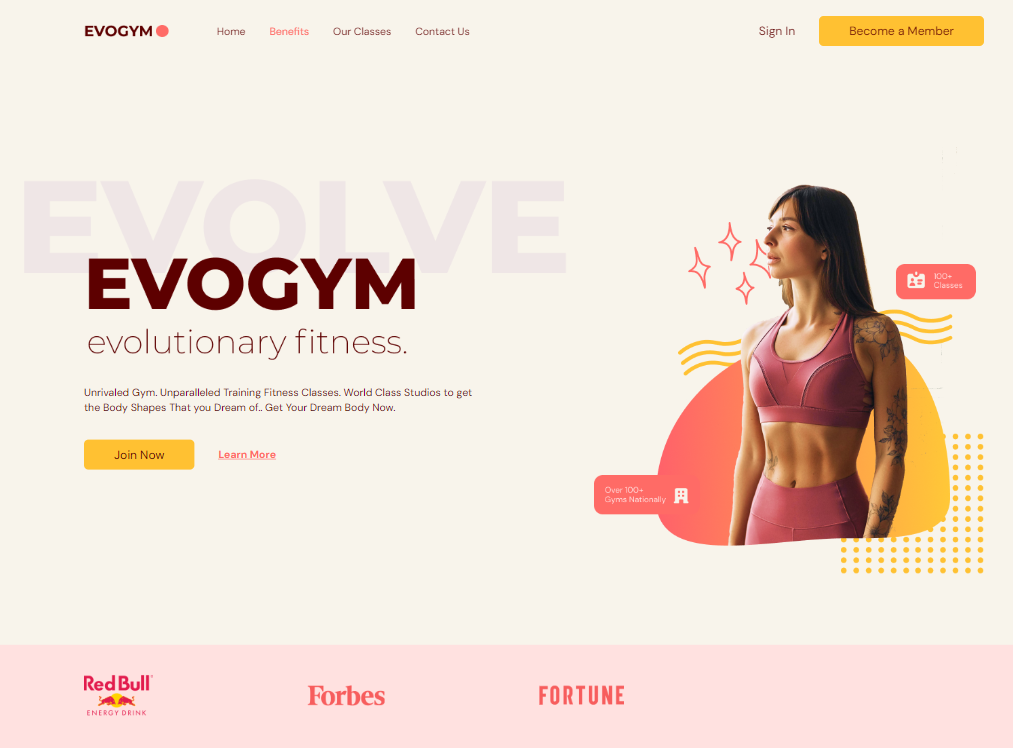 EVOGYM
Home
Benefits
Our Classes
Contact Us
Sign In
Become a Member
EVOLVE
EVOGYM
evolutionary fitness.
Unrivaled Gym. Unparalleled Training Fitness Classes. World Class Studios to get
the Body Shapes That you Dream of.. Get Your Dream Body Now.
Join Now
Learn More
100+
Classes
Over 100+
Gyms Nationally
Red Bull
ENERGY DRINK
Forbes
FORTUNE